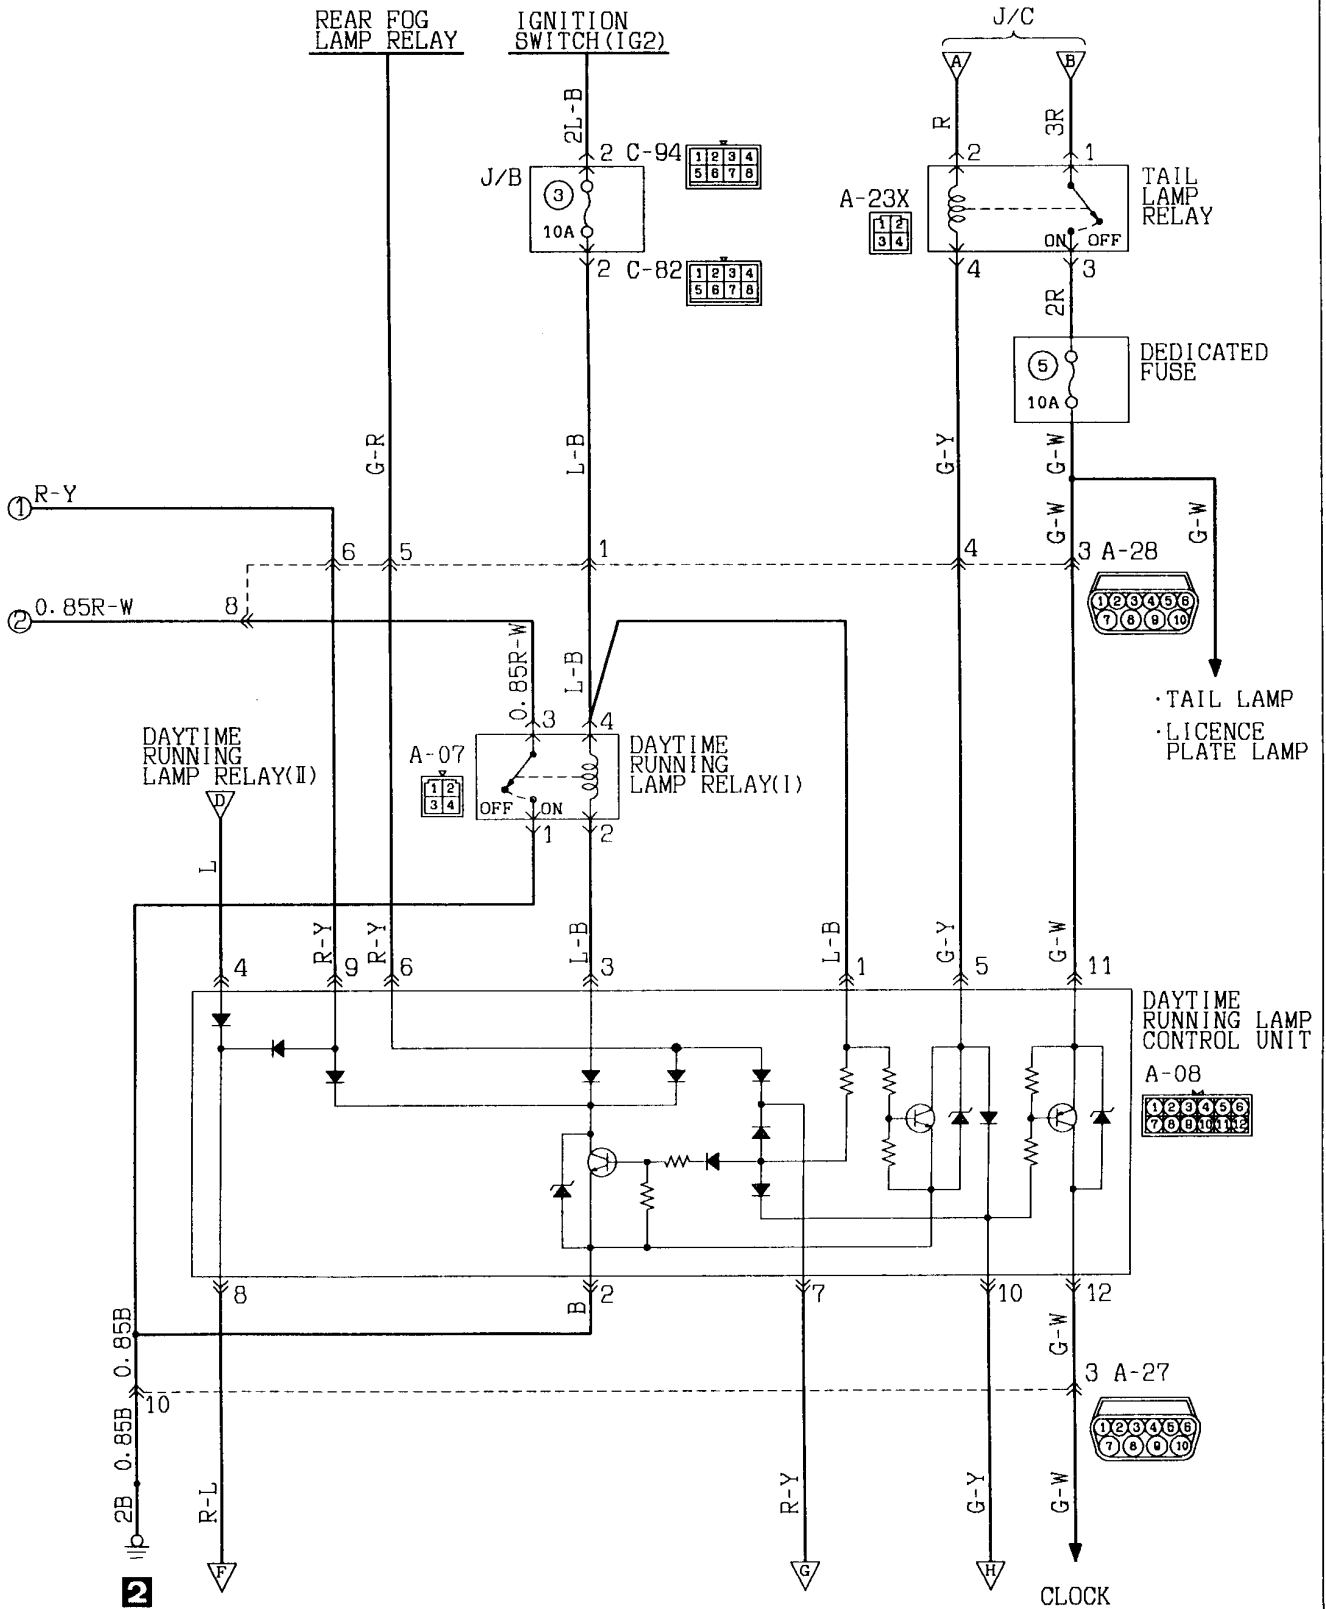 REAR FOG
LAMP RELAY
IGNITION
SWITCH(IG2)
J/C
A
B
2L-B
R
3R
2
C-94
1 2 3 4
5 6 7 8
2
1
J/B
3
10A
A-23X
1 2
3 4
TAIL
LAMP
RELAY
ON
OFF
2
C-82
1 2 3 4
5 6 7 8
4
3
2R
5
10A
DEDICATED
FUSE
G-R
L-B
G-Y
G-W
1
R-Y
G-W
G-W
6
5
1
4
3
A-28
1 2 3 4 5 6
7 8 9 10
2
0.85R-W
8
0.85R-W
L-B
·TAIL LAMP
·LICENCE
PLATE LAMP
DAYTIME
RUNNING
LAMP RELAY(Ⅱ)
D
3
4
A-07
1 2
3 4
OFF
ON
DAYTIME
RUNNING
LAMP RELAY(I)
1
2
L
R-Y
R-Y
L-B
L-B
G-Y
G-W
4
9
6
3
1
5
11
DAYTIME
RUNNING LAMP
CONTROL UNIT
A-08
1 2 3 4 5 6
7 8 9 10 11 12
8
2
7
10
12
0.85B
B
G-W
10
3
A-27
1 2 3 4 5 6
7 8 9 10
0.85B
2B
R-L
R-Y
G-Y
G-W
2
F
G
H
CLOCK